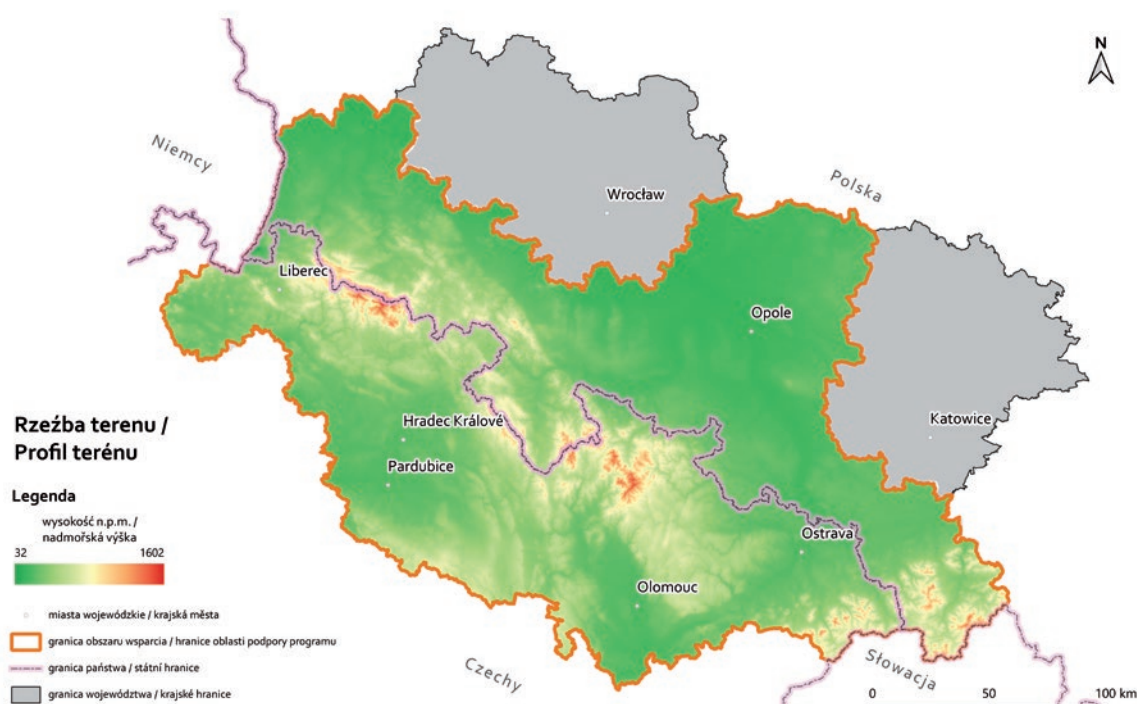 N
Niemcy
Polska
Wrocław
Liberec
Opole
Katowice
Hradec Králové
Pardubice
Ostrava
Olomouc
Czechy
Słowacja
Rzeźba terenu /
Profil terénu
Legenda
wysokość n.p.m. /
nadmořská výška
32 1602
miasta wojewódzkie / krajská města
granica obszaru wsparcia / hranice oblasti podpory programu
granica państwa / státní hranice
granica województwa / krajské hranice
0 50 100 km